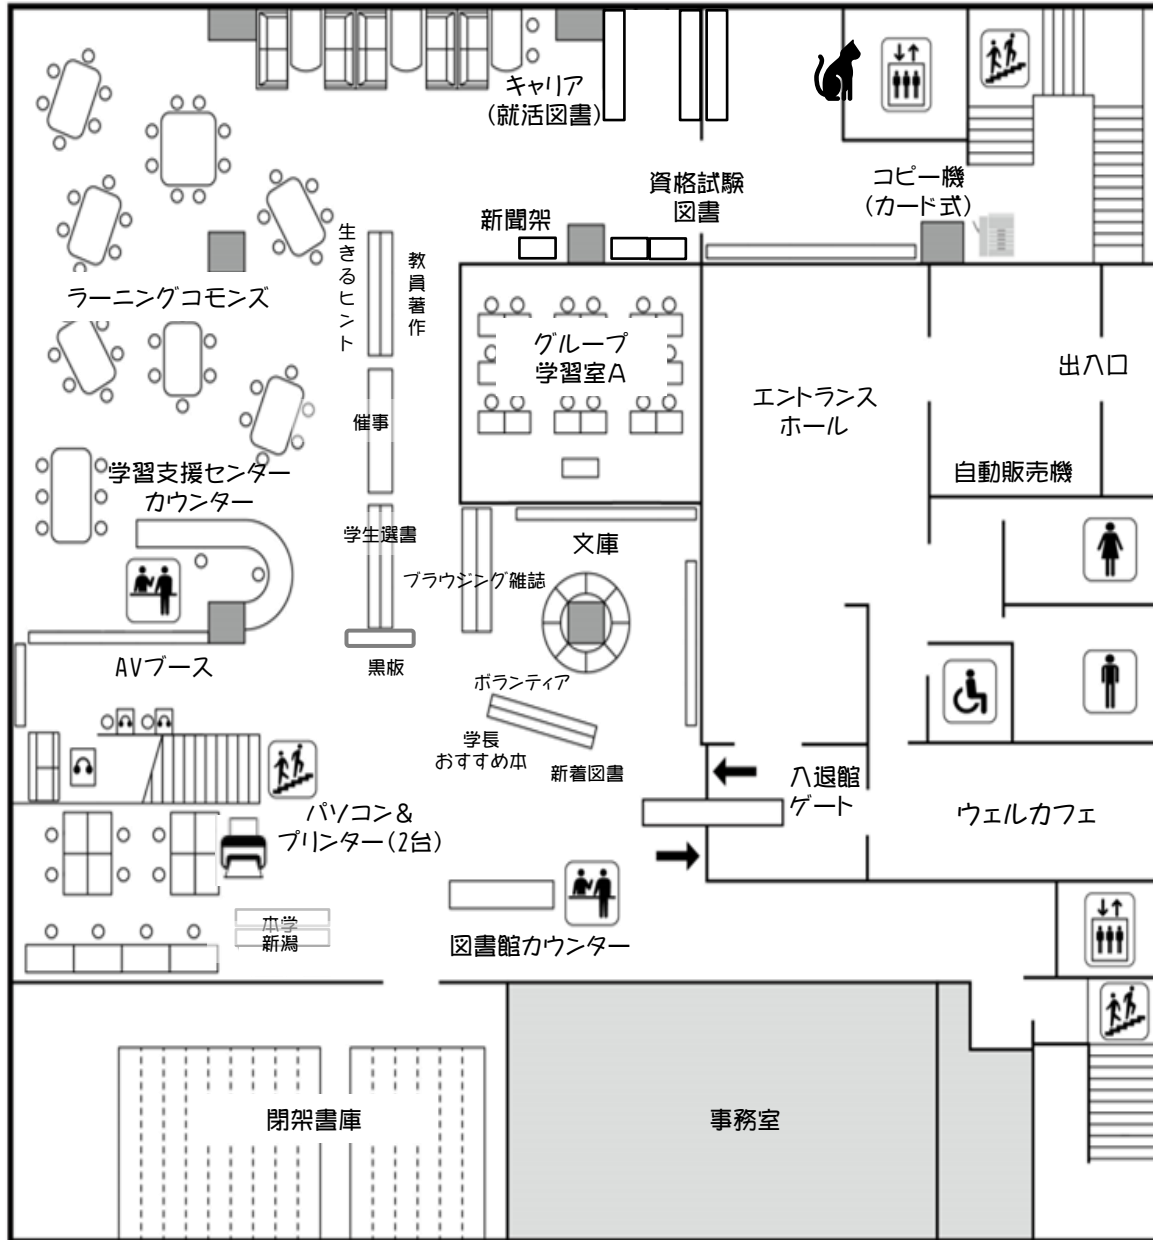 キャリア
(就活図書)
資格試験
図書
コピー機
(カード式)
新聞架
生きるヒント
教員著作
ラーニングコモンズ
グループ
学習室A
エントランス
ホール
出入口
催事
学習支援センター
カウンター
自動販売機
学生選書
文庫
ブラウジング雑誌
AVブース
黒板
ボランティア
学長
おすすめ本
新着図書
入退館
ゲート
パソコン&
プリンター(2台)
ウェルカフェ
本学
新潟
図書館カウンター
閉架書庫
事務室